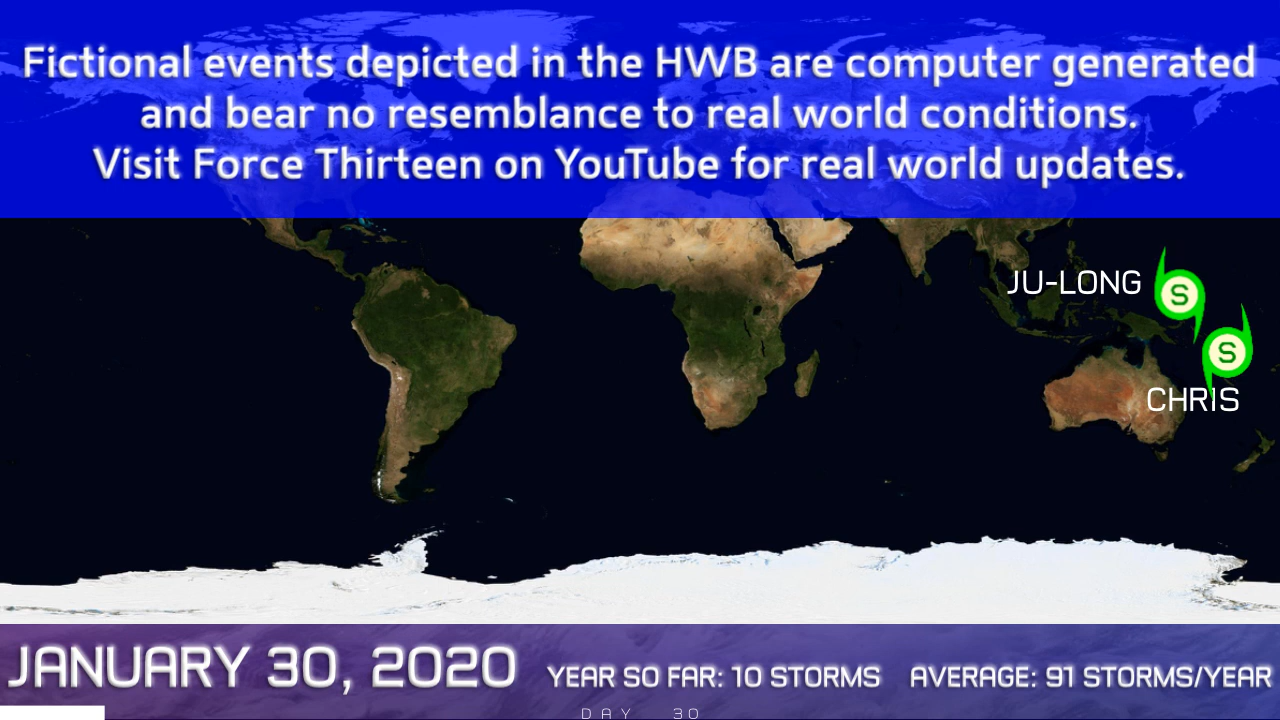 Fictional events depicted in the HWB are computer generated
and bear no resemblance to real world conditions.
Visit Force Thirteen on YouTube for real world updates.
JU-LONG
S
S
CHRIS
JANUARY 30, 2020
YEAR SO FAR: 10 STORMS
AVERAGE: 91 STORMS/YEAR
DAY 30